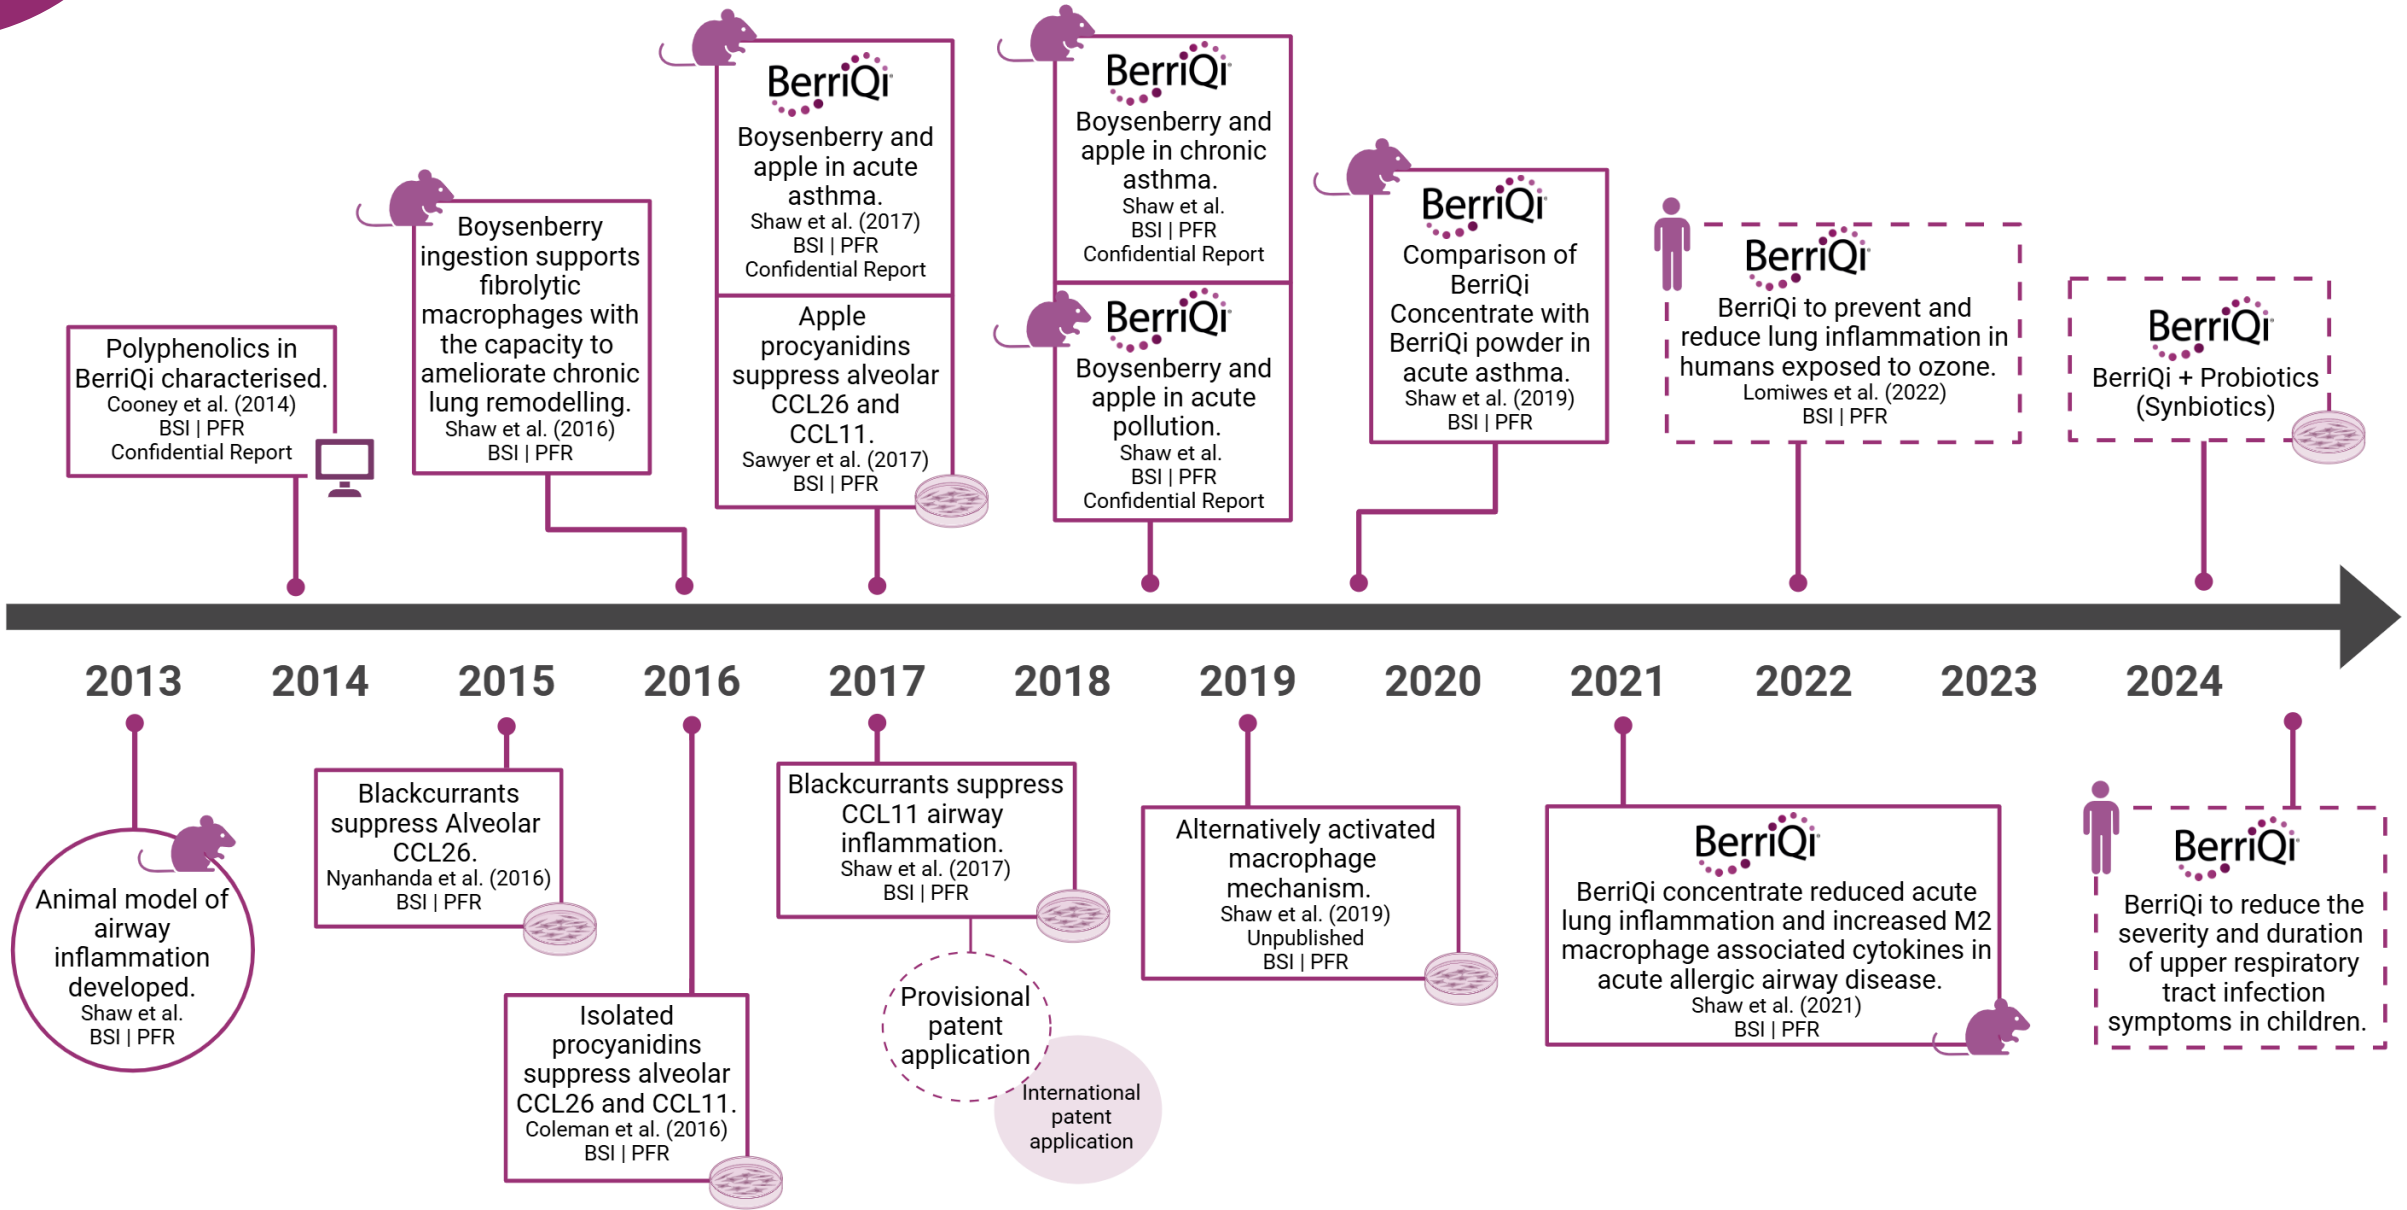 Polyphenolics in
BerriQi characterised.
Cooney et al. (2014)
BSI | PFR
Confidential Report
Boysenberry
ingestion supports
fibrolytic
macrophages with
the capacity to
ameliorate chronic
lung remodelling.
Shaw et al. (2016)
BSI | PFR
BerriQi
Boysenberry and
apple in acute
asthma.
Shaw et al. (2017)
BSI | PFR
Confidential Report
Apple
procyanidins
suppress alveolar
CCL26 and
CCL11.
Sawyer et al. (2017)
BSI | PFR
BerriQi
Boysenberry and
apple in chronic
asthma.
Shaw et al.
BSI | PFR
Confidential Report
BerriQi
Boysenberry and
apple in acute
pollution.
Shaw et al.
BSI | PFR
Confidential Report
BerriQi
Comparison of
BerriQi
Concentrate with
BerriQi powder in
acute asthma.
Shaw et al. (2019)
BSI | PFR
BerriQi
BerriQi to prevent and
reduce lung inflammation in
humans exposed to ozone.
Lomiwes et al. (2022)
BSI | PFR
BerriQi
BerriQi + Probiotics
(Synbiotics)
2013 2014 2015 2016 2017 2018 2019 2020 2021 2022 2023 2024
Animal model of
airway
inflammation
developed.
Shaw et al.
BSI | PFR
Blackcurrants
suppress Alveolar
CCL26.
Nyanhanda et al. (2016)
BSI | PFR
Isolated
procyanidins
suppress alveolar
CCL26 and CCL11.
Coleman et al. (2016)
BSI | PFR
Blackcurrants suppress
CCL11 airway
inflammation.
Shaw et al. (2017)
BSI | PFR
Provisional
patent
application
International
patent
application
Alternatively activated
macrophage
mechanism.
Shaw et al. (2019)
Unpublished
BSI | PFR
BerriQi
BerriQi concentrate reduced acute
lung inflammation and increased M2
macrophage associated cytokines in
acute allergic airway disease.
Shaw et al. (2021)
BSI | PFR
BerriQi
BerriQi to reduce the
severity and duration
of upper respiratory
tract infection
symptoms in children.